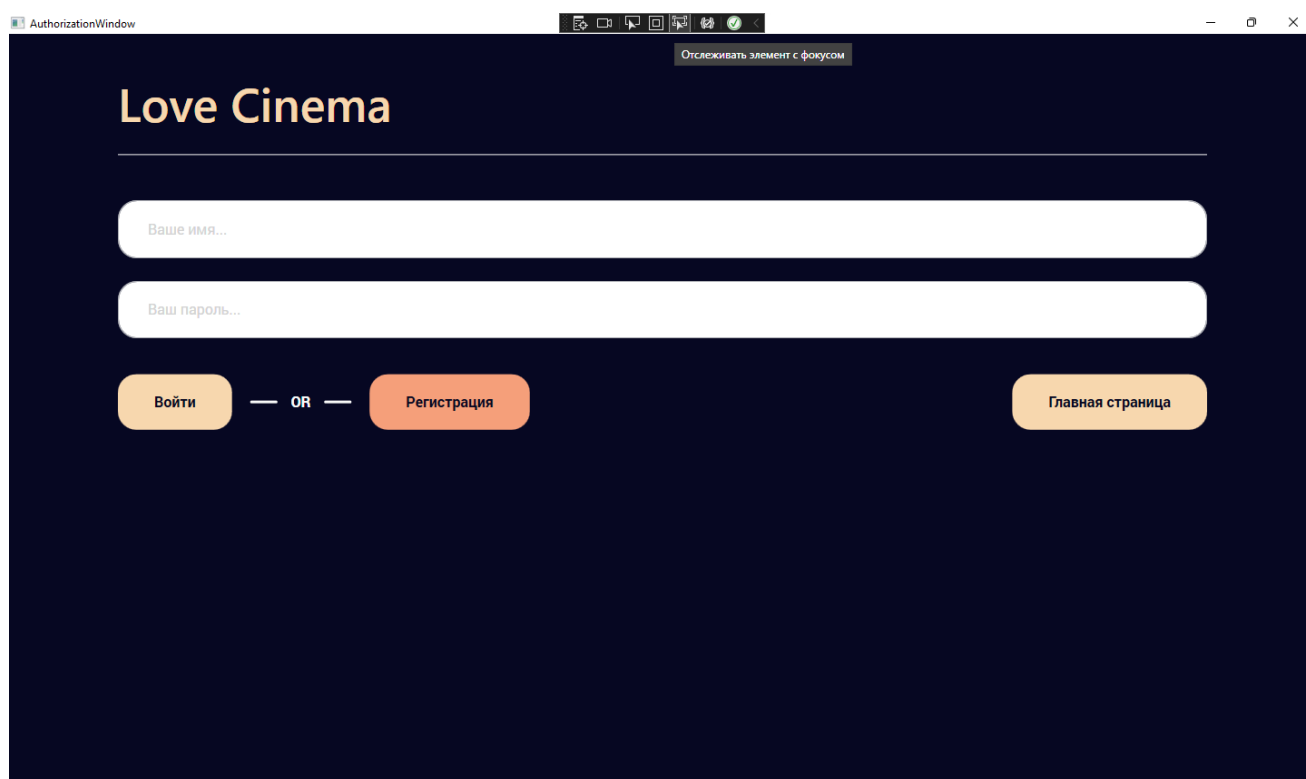 AuthorizationWindow
Отслеживать элемент с фокусом
Love Cinema
Ваше имя...
Ваш пароль...
Войти OR Регистрация Главная страница